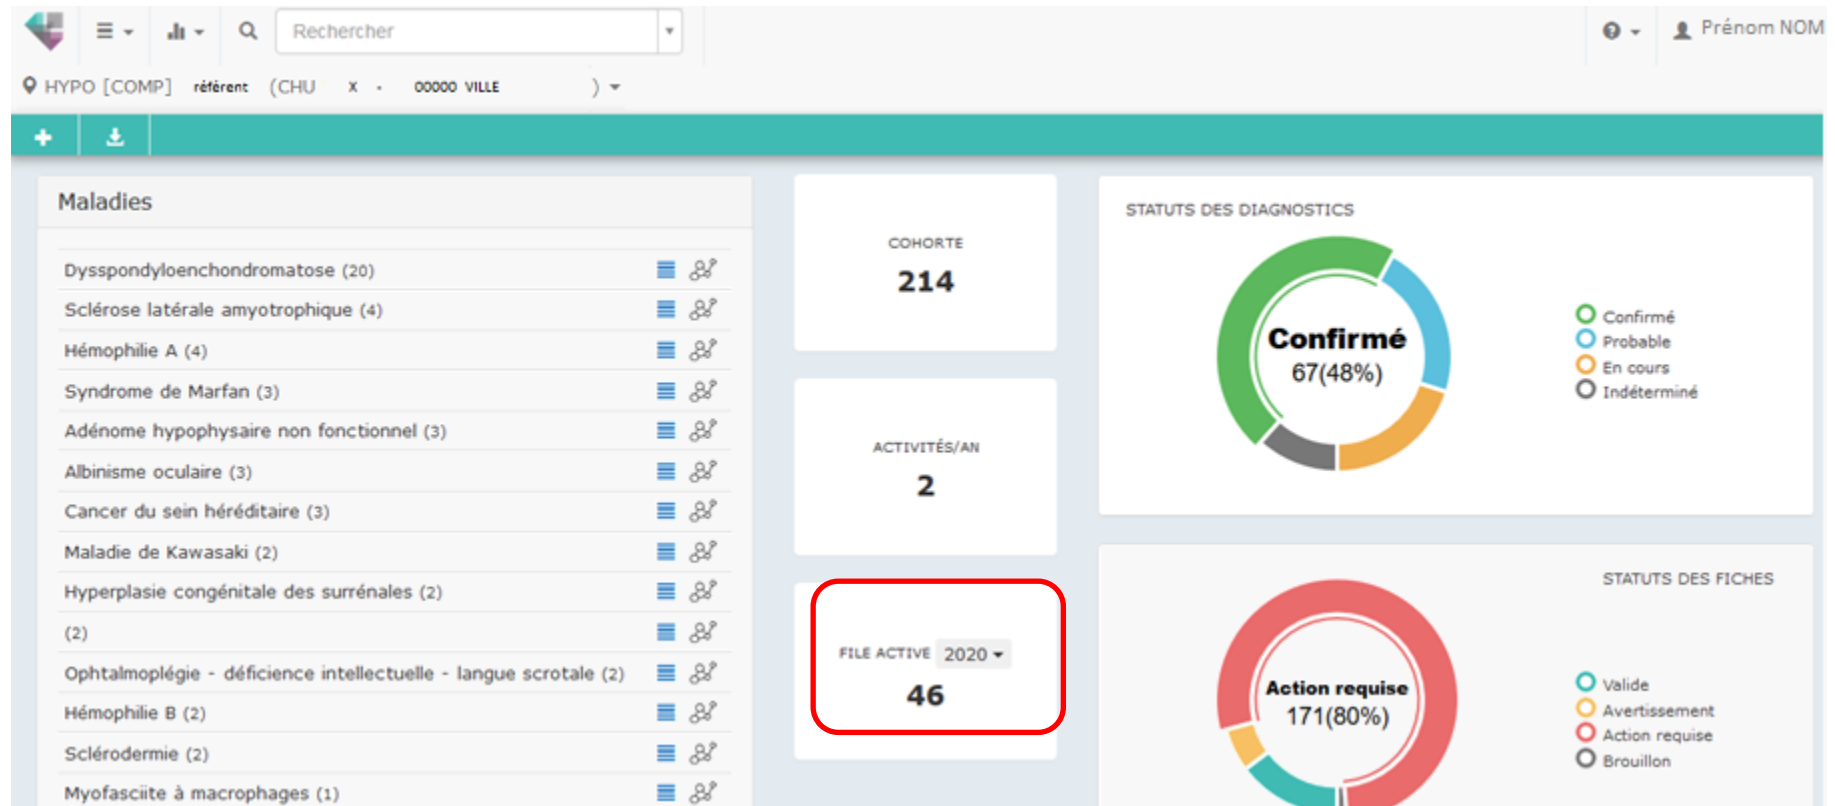 Rechercher
Prénom NOM
HYPO [COMP] référent (CHU X - 00000 VILLE )
Maladies
Dysspondyloenchondromatose (20)
Sclérose latérale amyotrophique (4)
Hémophilie A (4)
Syndrome de Marfan (3)
Adénome hypophysaire non fonctionnel (3)
Albinisme oculaire (3)
Cancer du sein héréditaire (3)
Maladie de Kawasaki (2)
Hyperplasie congénitale des surrénales (2)
(2)
Ophtalmoplégie - déficience intellectuelle - langue scrotale (2)
Hémophilie B (2)
Sclérodermie (2)
Myofasciite à macrophages (1)
COHORTE
214
ACTIVITÉS/AN
2
FILE ACTIVE 2020
46
STATUTS DES DIAGNOSTICS
Confirmé
67(48%)
Confirmé
Probable
En cours
Indéterminé
STATUTS DES FICHES
Action requise
171(80%)
Valide
Avertissement
Action requise
Brouillon